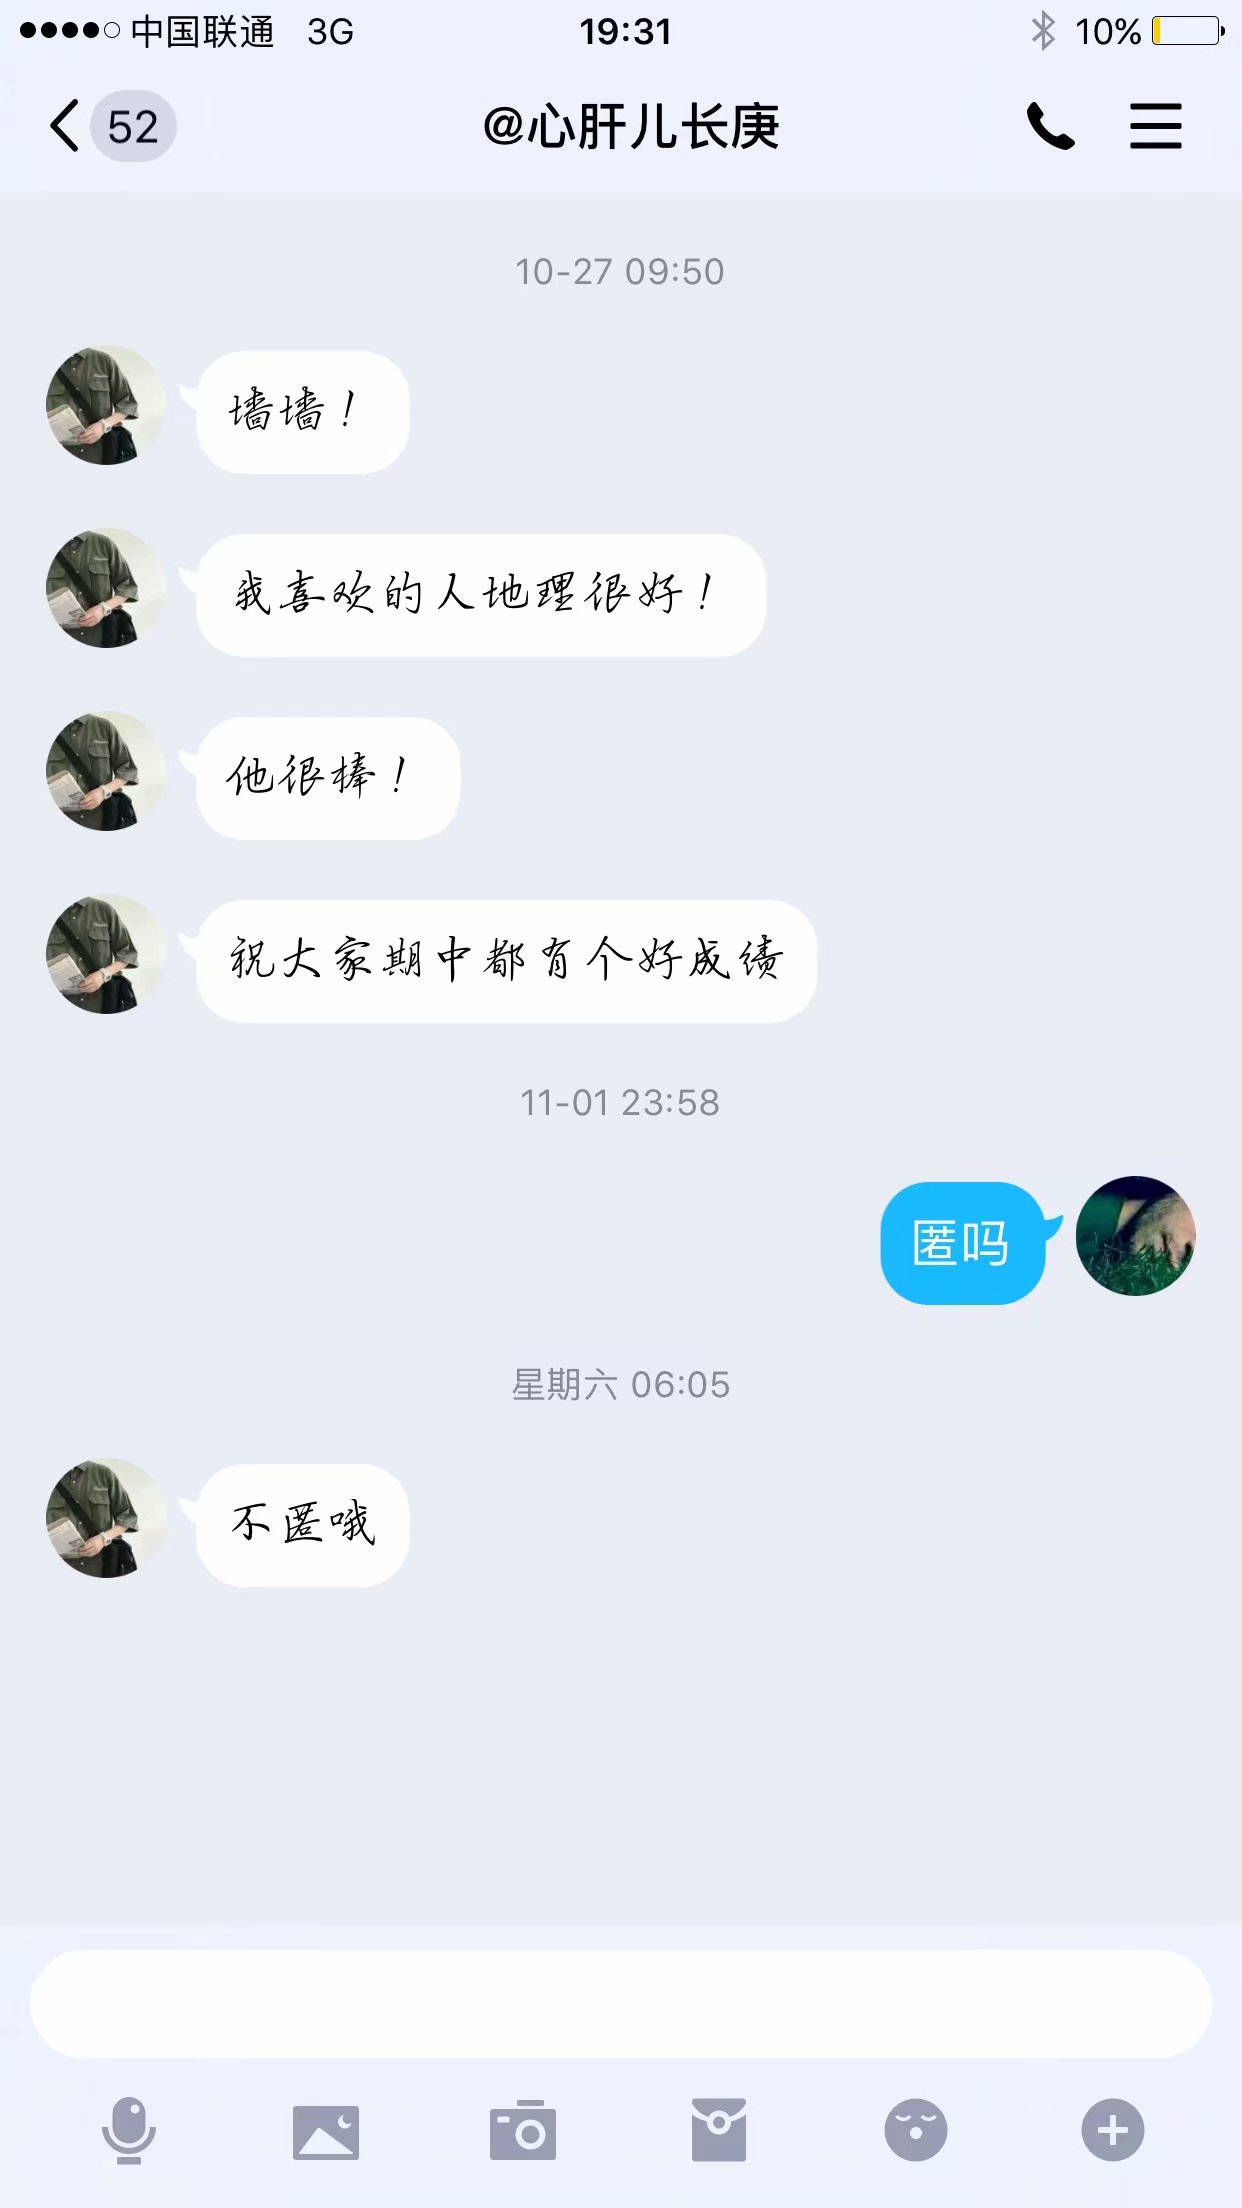 中国联通 3G 19:31 10%
52 @心肝儿长庚
10-27 09:50
墙墙！
我喜欢的人地理很好！
他很棒！
祝大家期中都有个好成绩
11-01 23:58
匿吗
星期六 06:05
不匿哦